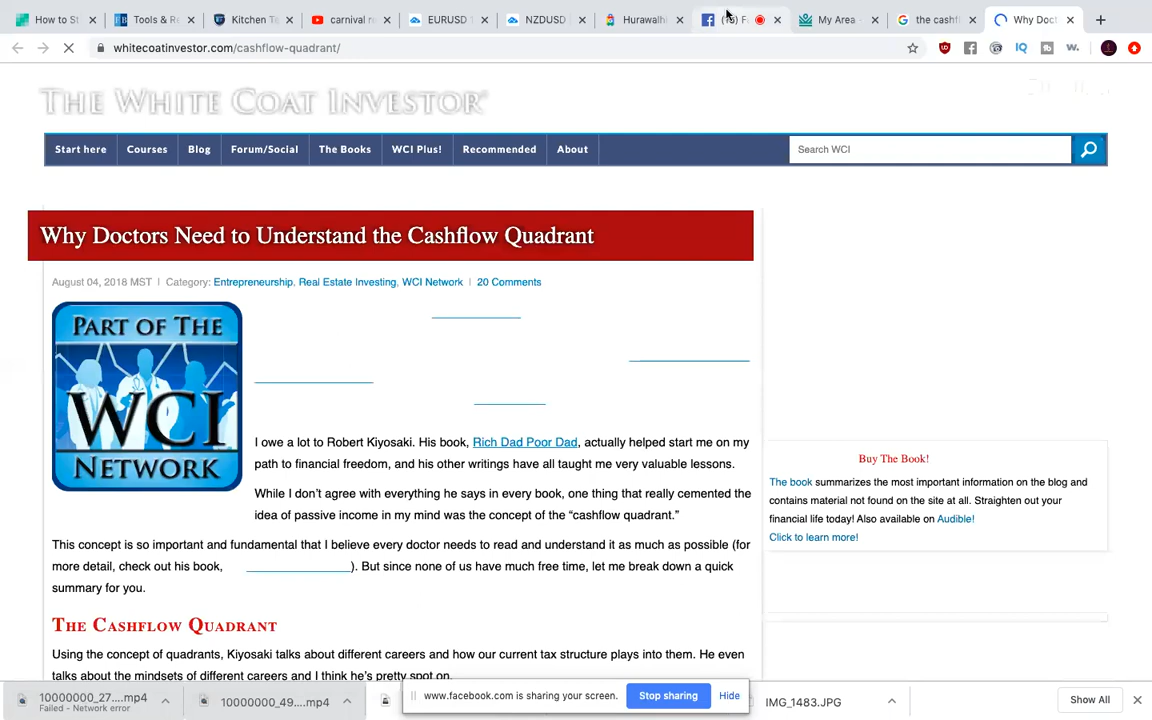 How to St
Tools & Re
Kitchen Te
carnival re
EURUSD
NZDUSD
Hurawalhi
My Area -
the cashfl
Why Doct
whitecoatinvestor.com/cashflow-quadrant/
IQ
w.
The White Coat Investor®
Start here
Courses
Blog
Forum/Social
The Books
WCI Plus!
Recommended
About
Search WCI
Why Doctors Need to Understand the Cashflow Quadrant
August 04, 2018 MST | Category: Entrepreneurship, Real Estate Investing, WCI Network | 20 Comments
PART OF THE
WCI
NETWORK
I owe a lot to Robert Kiyosaki. His book, Rich Dad Poor Dad, actually helped start me on my
path to financial freedom, and his other writings have all taught me very valuable lessons.
While I don’t agree with everything he says in every book, one thing that really cemented the
idea of passive income in my mind was the concept of the “cashflow quadrant.”
This concept is so important and fundamental that I believe every doctor needs to read and understand it as much as possible (for
more detail, check out his book, ). But since none of us have much free time, let me break down a quick
summary for you.
The Cashflow Quadrant
Using the concept of quadrants, Kiyosaki talks about different careers and how our current tax structure plays into them. He even
talks about the mindsets of different careers and I think he’s pretty spot on.
Buy The Book!
The book summarizes the most important information on the blog and
contains material not found on the site at all. Straighten out your
financial life today! Also available on Audible!
Click to learn more!
10000000_27....mp4
Failed - Network error
10000000_49....mp4
www.facebook.com is sharing your screen.
Stop sharing
Hide
IMG_1483.JPG
Show All